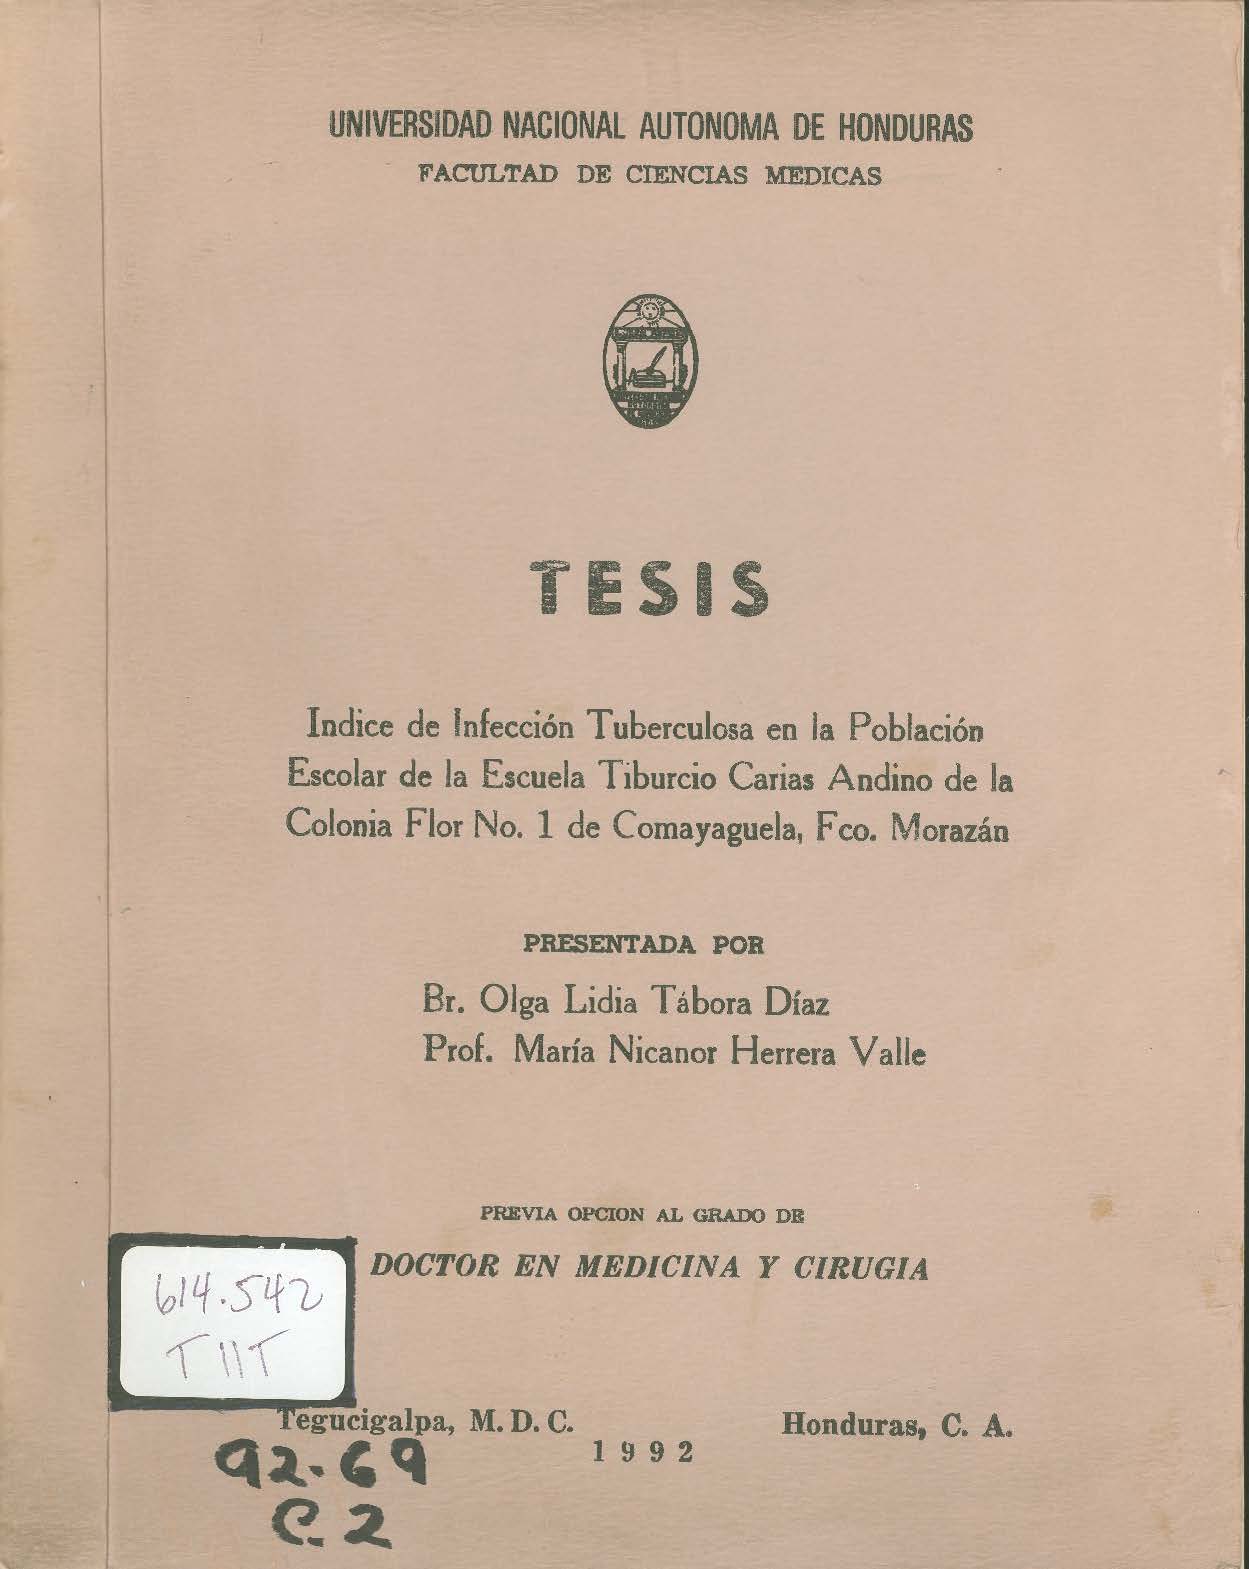 UNIVERSIDAD NACIONAL AUTONOMA DE HONDURAS
FACULTAD DE CIENCIAS MEDICAS
TESIS
Indice de Infección Tuberculosa en la Población
Escolar de la Escuela Tiburcio Carias Andino de la
Colonia Flor No. 1 de Comayaguela, Fco. Morazán
PRESENTADA POR
Br. Olga Lidia Tábora Díaz
Prof. María Nicanor Herrera Valle
PREVIA OPCION AL GRADO DE
DOCTOR EN MEDICINA Y CIRUGIA
614.542
T11T
Tegucigalpa, M. D. C.
Honduras, C. A.
1992
92-69
C.2